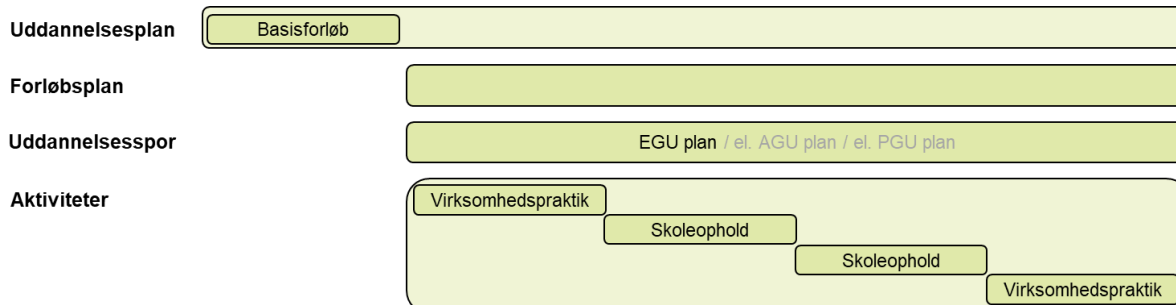 Uddannelsesplan
Basisforløb
Forløbsplan
Uddannelsesspor
EGU plan / el. AGU plan / el. PGU plan
Aktiviteter
Virksomhedspraktik
Skoleophold
Skoleophold
Virksomhedspraktik